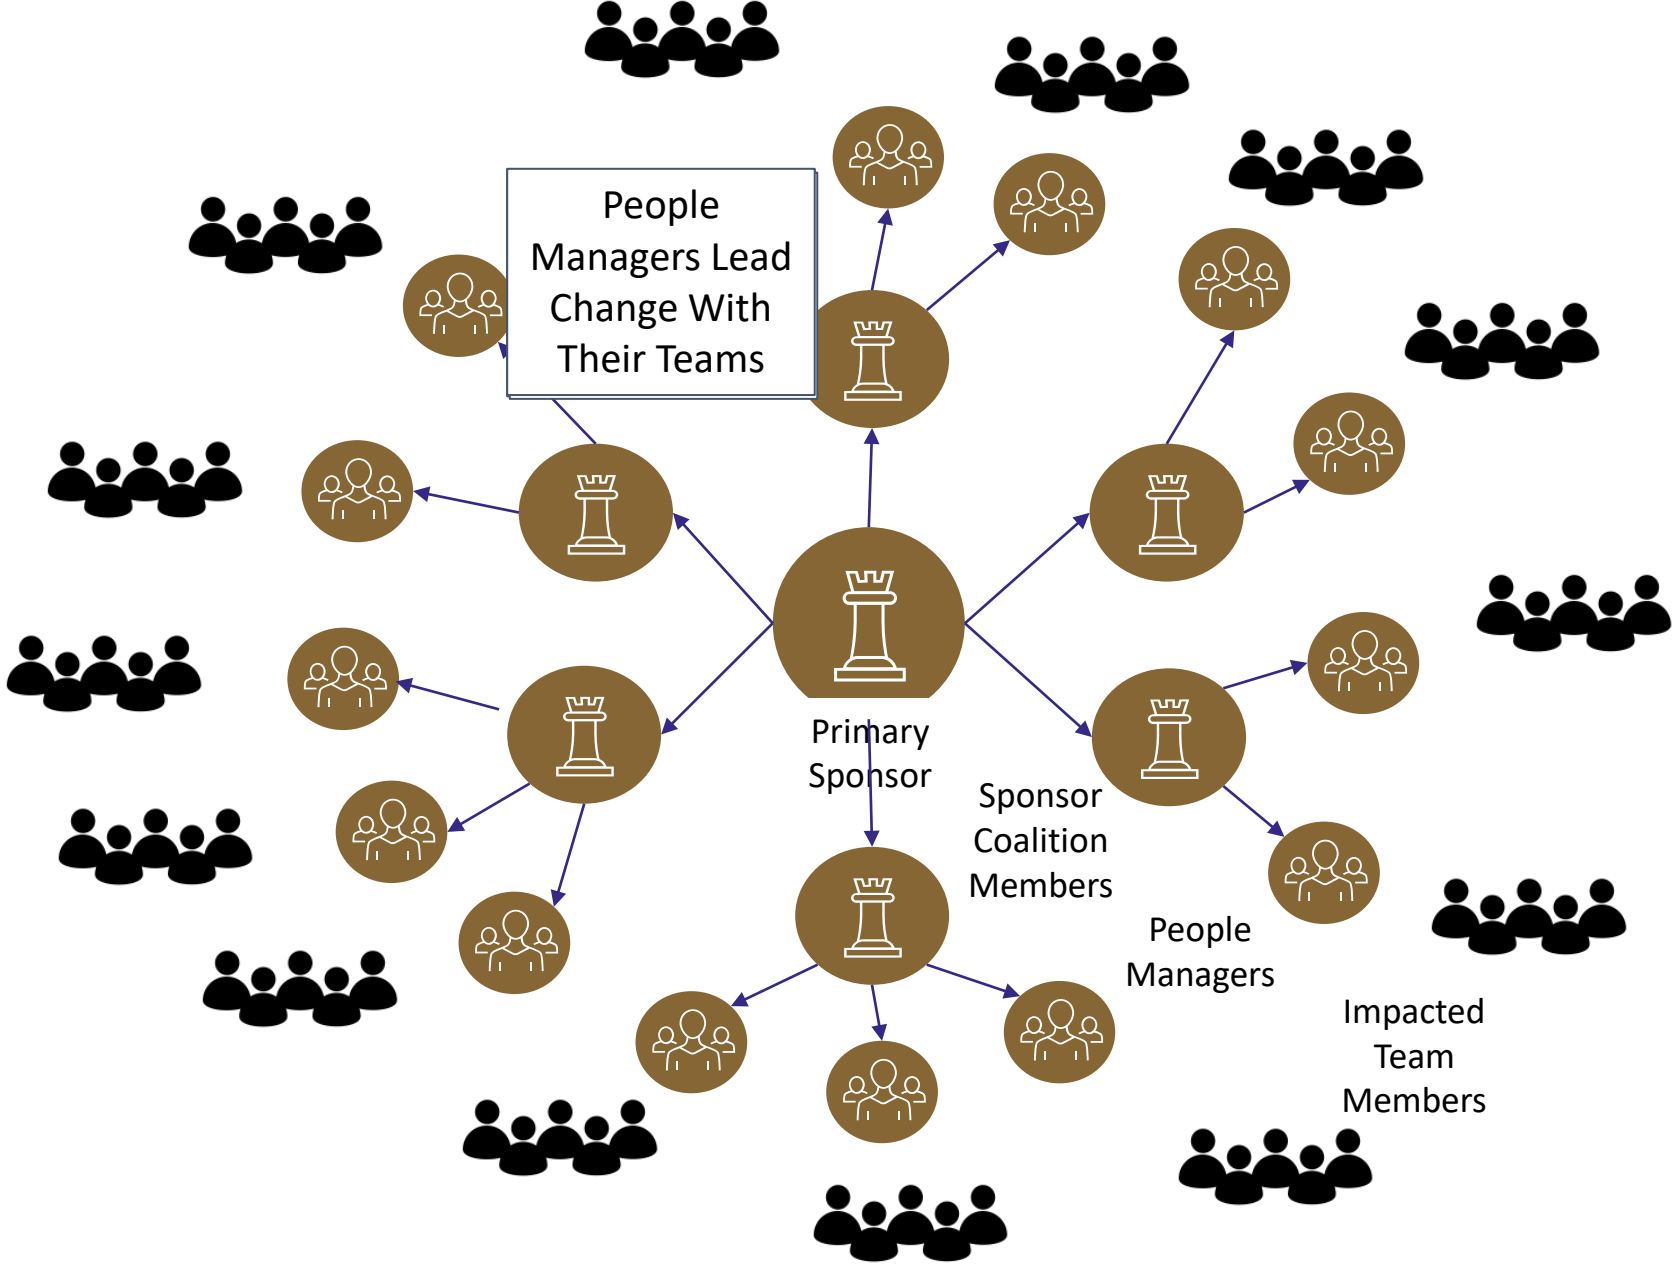 People
Managers Lead
Change With
Their Teams
Primary
Sponsor
Sponsor
Coalition
Members
People
Managers
Impacted
Team
Members